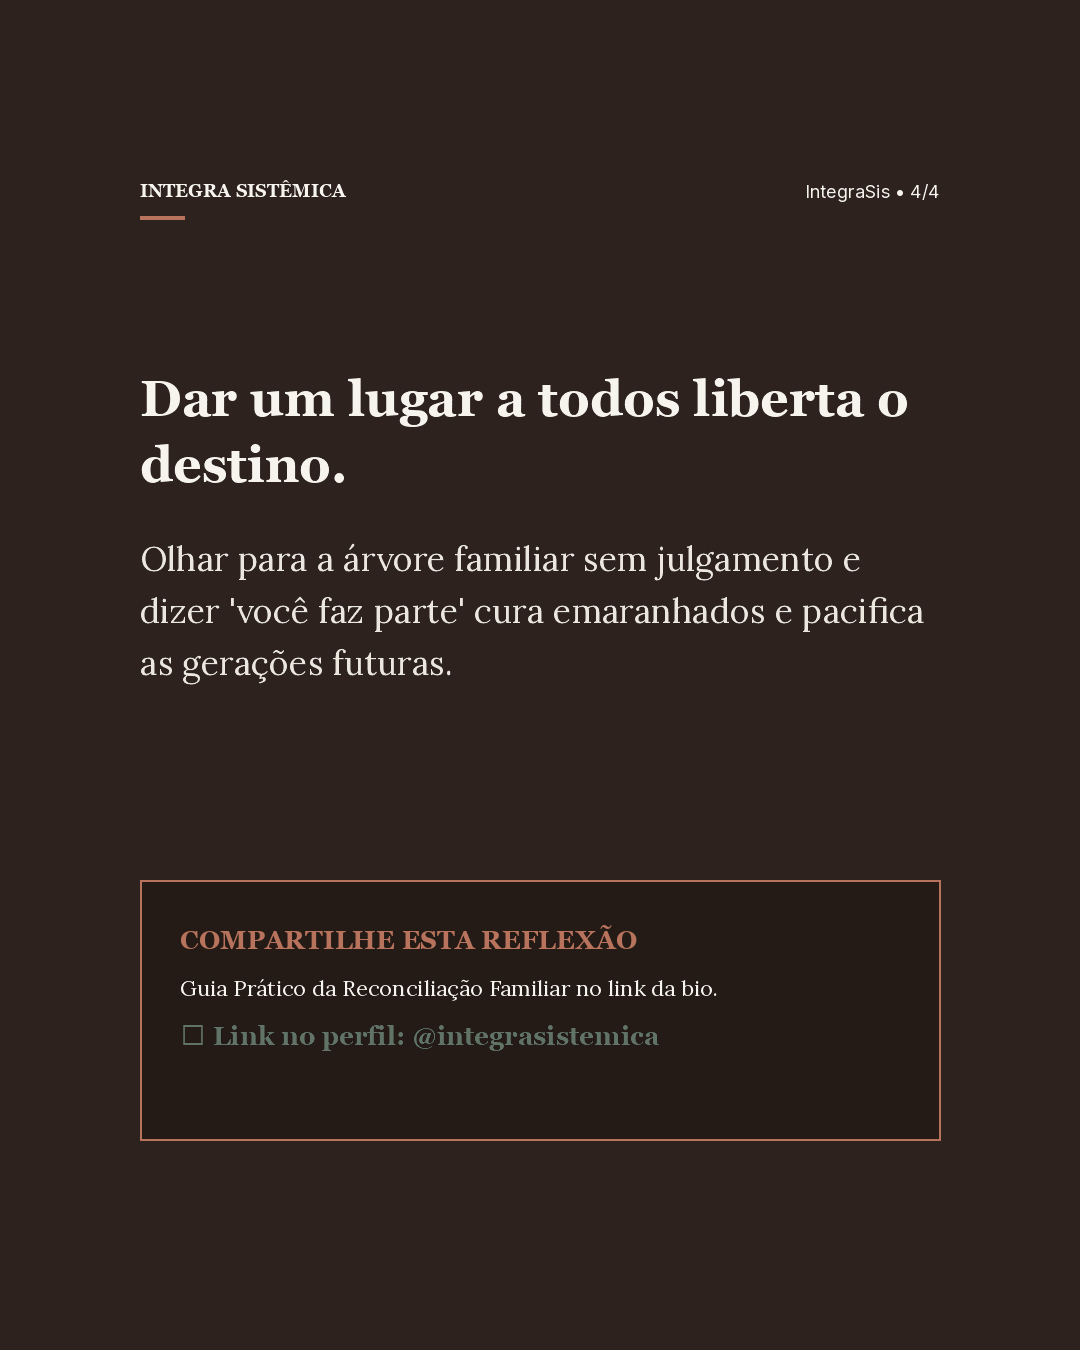 INTEGRA SISTÊMICA
IntegraSis • 4/4
Dar um lugar a todos liberta o
destino.
Olhar para a árvore familiar sem julgamento e
dizer 'você faz parte' cura emaranhados e pacifica
as gerações futuras.
COMPARTILHE ESTA REFLEXÃO
Guia Prático da Reconciliação Familiar no link da bio.
☐ Link no perfil: @integrasistemica